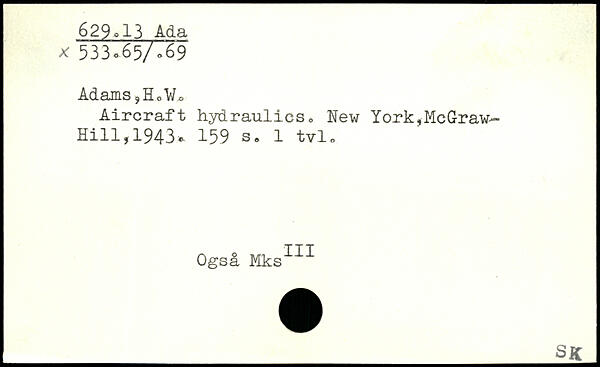 629.13 Ada
x 533.65/.69
Adams,H.W.
Aircraft hydraulics. New York,McGraw-
Hill,1943. 159 s. 1 tvl.
Også Mks III
SK